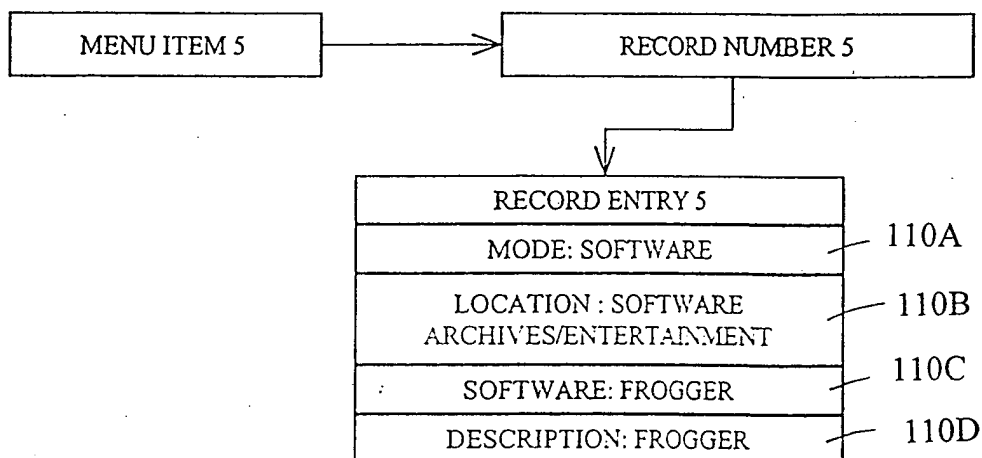 MENU ITEM 5
RECORD NUMBER 5
RECORD ENTRY 5
MODE: SOFTWARE
110A
LOCATION : SOFTWARE
ARCHIVES/ENTERTAINMENT
110B
SOFTWARE: FROGGER
110C
DESCRIPTION: FROGGER
110D